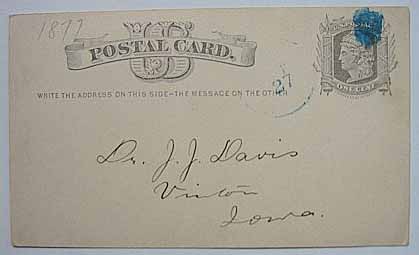 1877
U S
POSTAL CARD.
WRITE THE ADDRESS ON THIS SIDE-THE MESSAGE ON THE OTHER
27
U.S. POSTAGE
ONE CENT
Dr. J. J. Davis
Vinton
Iowa.